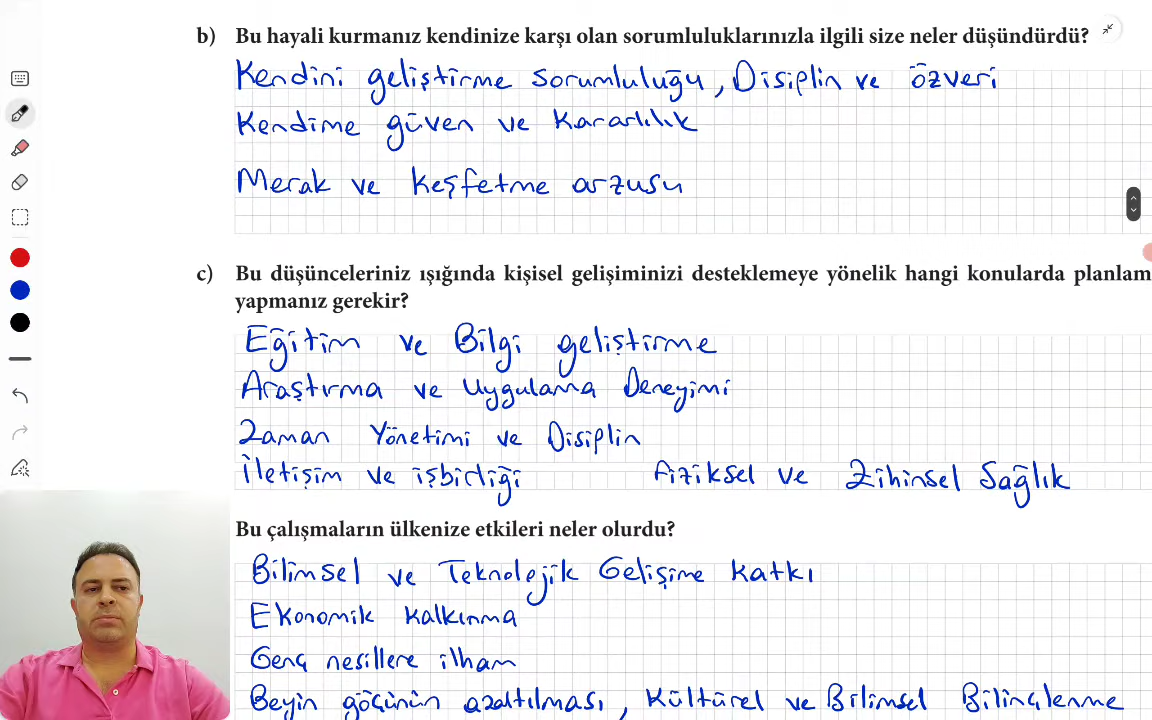 b) Bu hayali kurmanız kendinize karşı olan sorumluluklarınızla ilgili size neler düşündürdü?
Kendini geliştirme sorumluluğu, Disiplin ve özveri
Kendime güven ve Kararlılık
Merak ve Keşfetme arzusu
c) Bu düşünceleriniz ışığında kişisel gelişiminizi desteklemeye yönelik hangi konularda planlam
yapmanız gerekir?
Eğitim ve Bilgi geliştirme
Araştırma ve Uygulama Deneyimi
Zaman Yönetimi ve Disiplin
İletişim ve işbirliği Fiziksel ve Zihinsel Sağlık
Bu çalışmaların ülkenize etkileri neler olurdu?
Bilimsel ve Teknolojik Gelişime Katkı
Ekonomik Kalkınma
Genç nesillere ilham
Beyin göçünün azaltılması, Kültürel ve Bilimsel Bilinçlenme